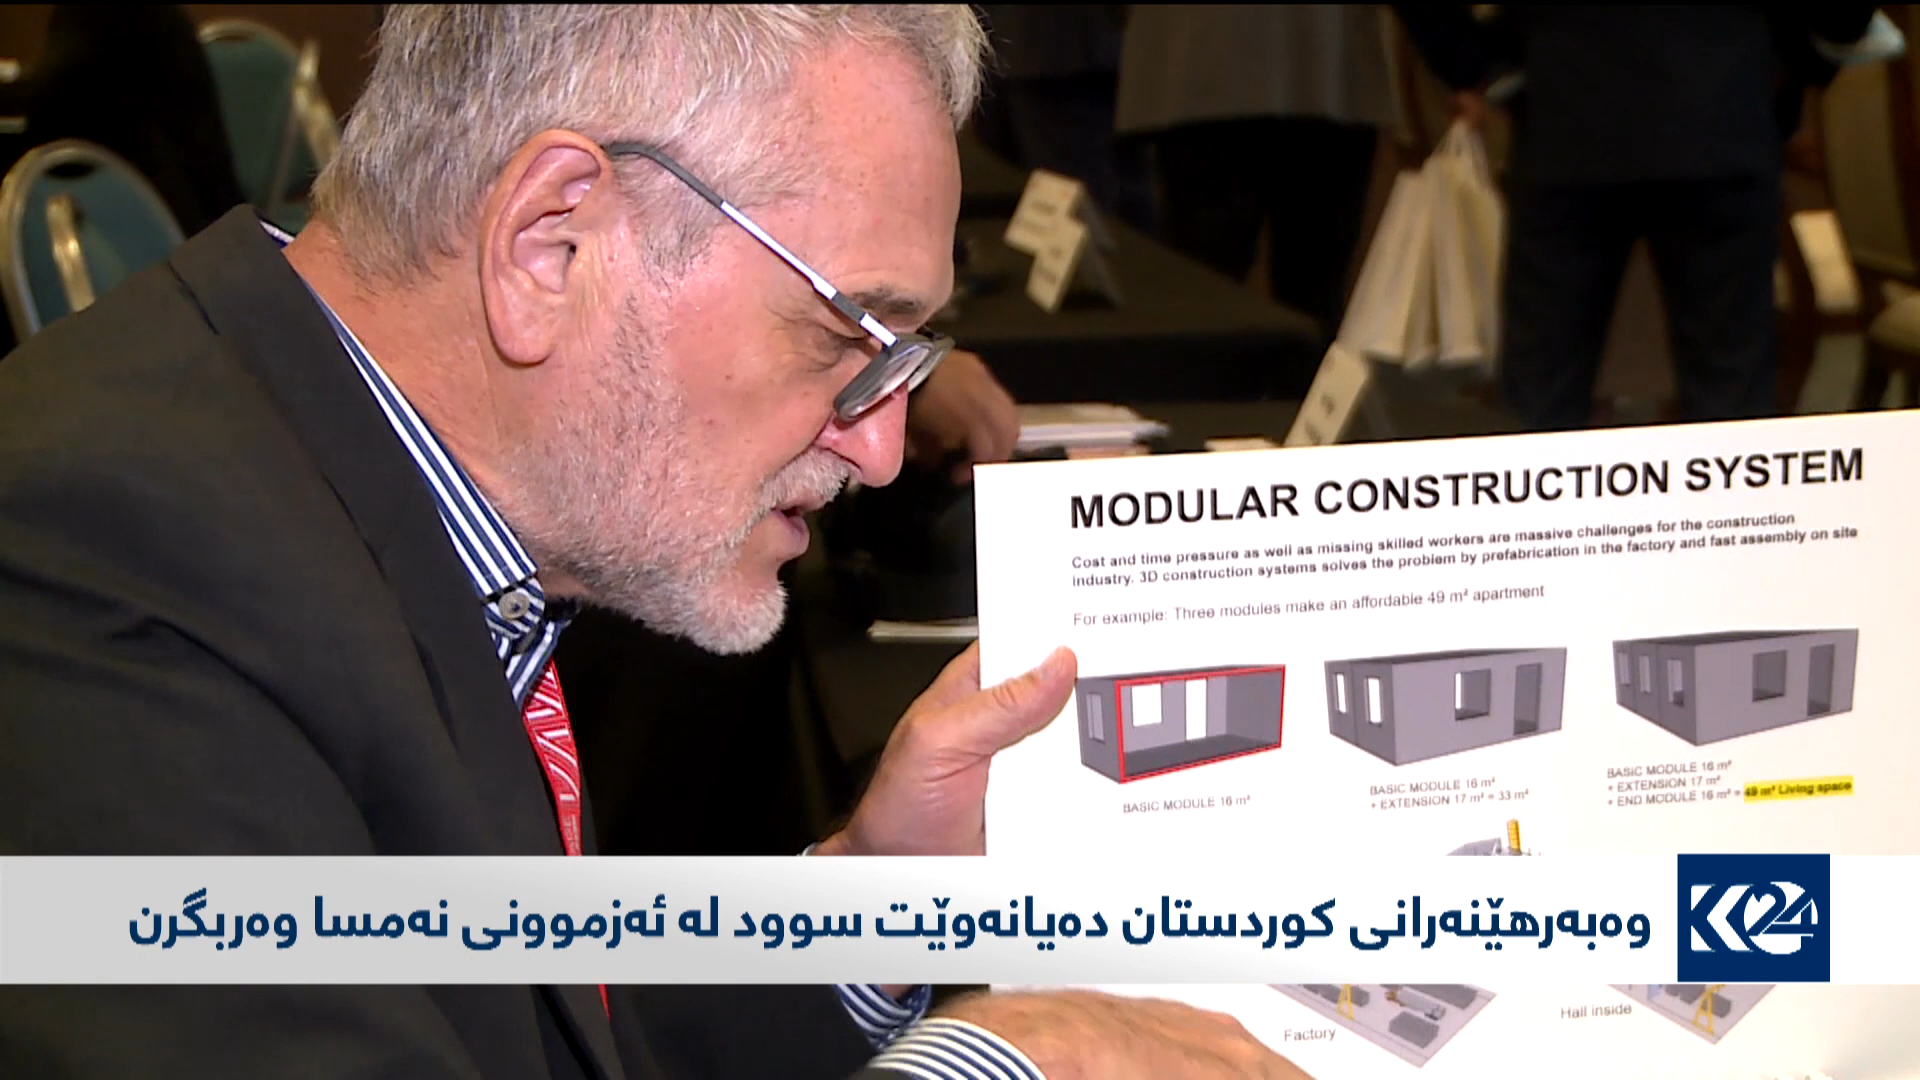 MODULAR CONSTRUCTION SYSTEM
Cost and time pressure as well as missing skilled workers are massive challenges for the construction
industry. 3D construction systems solves the problem by prefabrication in the factory and fast assembly on site
For example: Three modules make an affordable 49 m² apartment
BASIC MODULE 16 m²
BASIC MODULE 16 m²
+ EXTENSION 17 m² = 33 m²
BASIC MODULE 16 m²
+ EXTENSION 17 m²
+ END MODULE 16 m² = 49 m² Living space
وەبەرهێنەرانی کوردستان دەیانەوێت سوود لە ئەزموونی نەمسا وەربگرن
K24
Factory
Hall inside